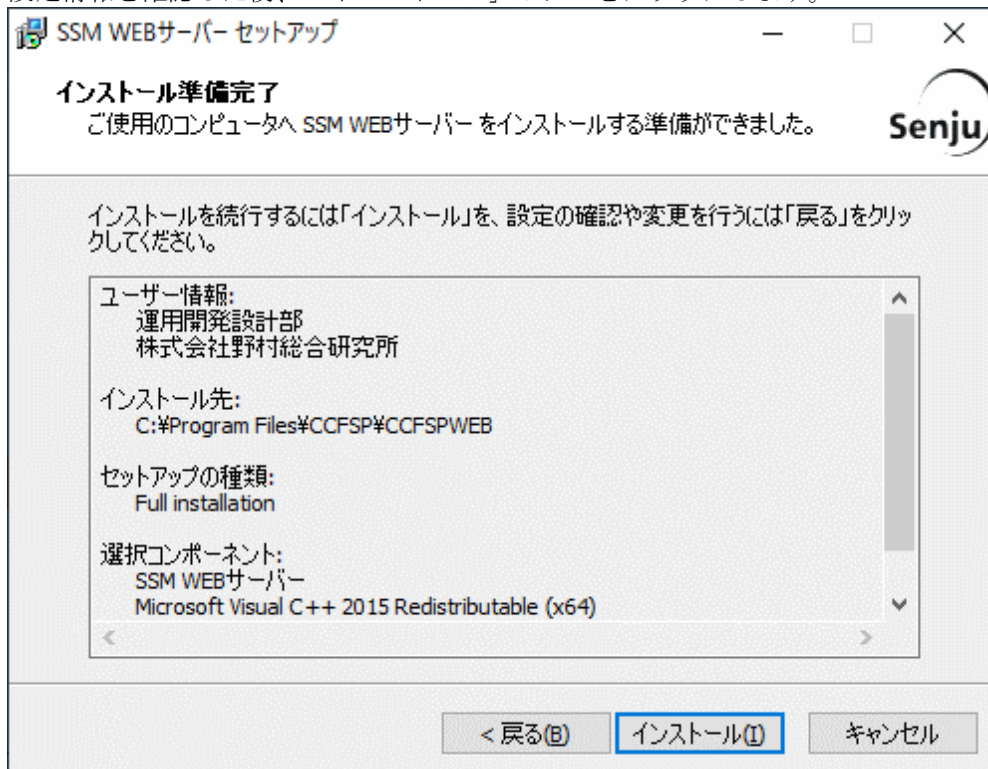 SSM WEBサーバー セットアップ
インストール準備完了
ご使用のコンピュータへ SSM WEBサーバー をインストールする準備ができました。
Senju
インストールを続行するには「インストール」を、設定の確認や変更を行うには「戻る」をクリッ
クしてください。
ユーザー情報:
運用開発設計部
株式会社野村総合研究所
インストール先:
C:¥Program Files¥CCFSP¥CCFSPWEB
セットアップの種類:
Full installation
選択コンポーネント:
SSM WEBサーバー
Microsoft Visual C++ 2015 Redistributable (x64)
< 戻る(B)
インストール(I)
キャンセル